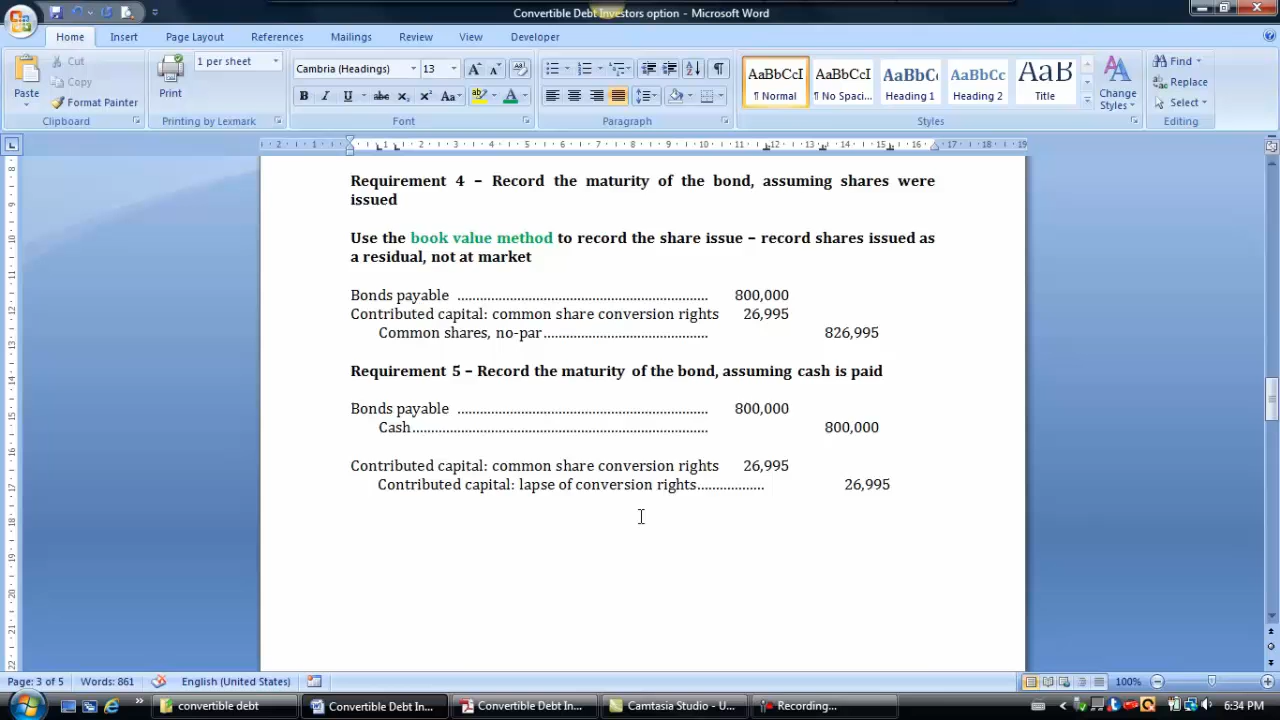 Convertible Debt Investors option - Microsoft Word
Home Insert Page Layout References Mailings Review View Developer
Paste Cut Copy Format Painter
Clipboard
Print 1 per sheet
Printing by Lexmark
Cambria (Headings) 13
Font
Paragraph
AaBbCcI AaBbCcI AaBbC AaBbCc AaB
¶ Normal ¶ No Spaci... Heading 1 Heading 2 Title
Change Styles
Styles
Find
Replace
Select
Editing
Requirement 4 – Record the maturity of the bond, assuming shares were
issued
Use the book value method to record the share issue – record shares issued as
a residual, not at market
Bonds payable ................................................................... 800,000
Contributed capital: common share conversion rights 26,995
Common shares, no-par............................................ 826,995
Requirement 5 – Record the maturity of the bond, assuming cash is paid
Bonds payable ................................................................... 800,000
Cash............................................................................... 800,000
Contributed capital: common share conversion rights 26,995
Contributed capital: lapse of conversion rights.................. 26,995
Page: 3 of 5 Words: 861 English (United States) 100%
convertible debt Convertible Debt In... Convertible Debt In... Camtasia Studio - U... Recording... 6:34 PM